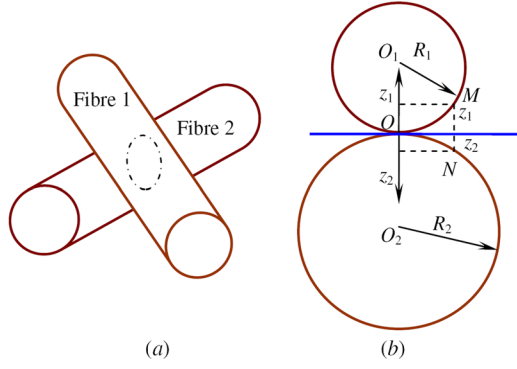 Fibre 1
Fibre 2
(a)
O₁ R₁
z₁ M
z₁
O
z₂
z₂ N
R₂
O₂
(b)